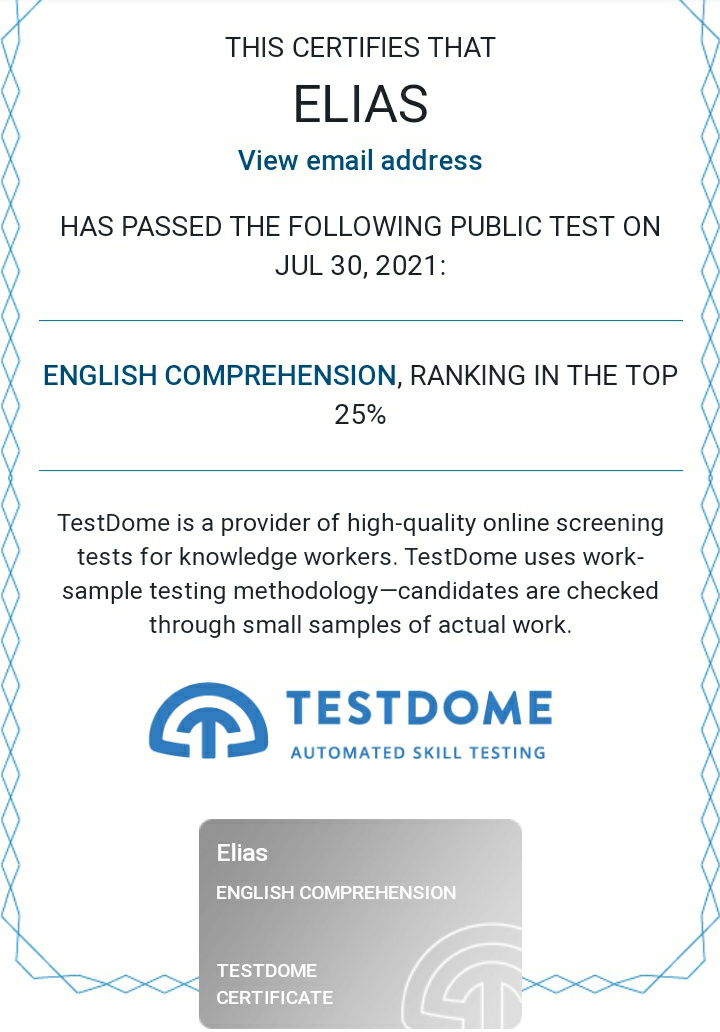 THIS CERTIFIES THAT
ELIAS
View email address
HAS PASSED THE FOLLOWING PUBLIC TEST ON
JUL 30, 2021:
ENGLISH COMPREHENSION, RANKING IN THE TOP
25%
TestDome is a provider of high-quality online screening
tests for knowledge workers. TestDome uses work-
sample testing methodology—candidates are checked
through small samples of actual work.
TESTDOME
AUTOMATED SKILL TESTING
Elias
ENGLISH COMPREHENSION
TESTDOME
CERTIFICATE